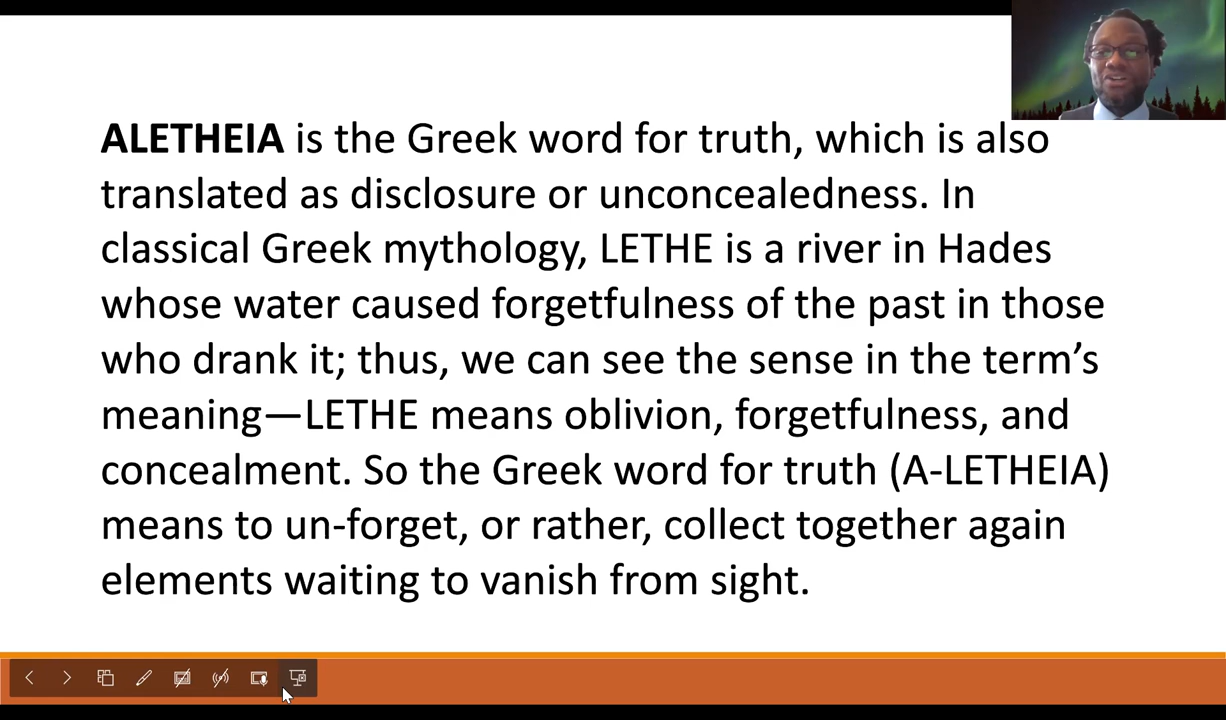 ALETHEIA is the Greek word for truth, which is also
translated as disclosure or unconcealedness. In
classical Greek mythology, LETHE is a river in Hades
whose water caused forgetfulness of the past in those
who drank it; thus, we can see the sense in the term’s
meaning—LETHE means oblivion, forgetfulness, and
concealment. So the Greek word for truth (A-LETHEIA)
means to un-forget, or rather, collect together again
elements waiting to vanish from sight.